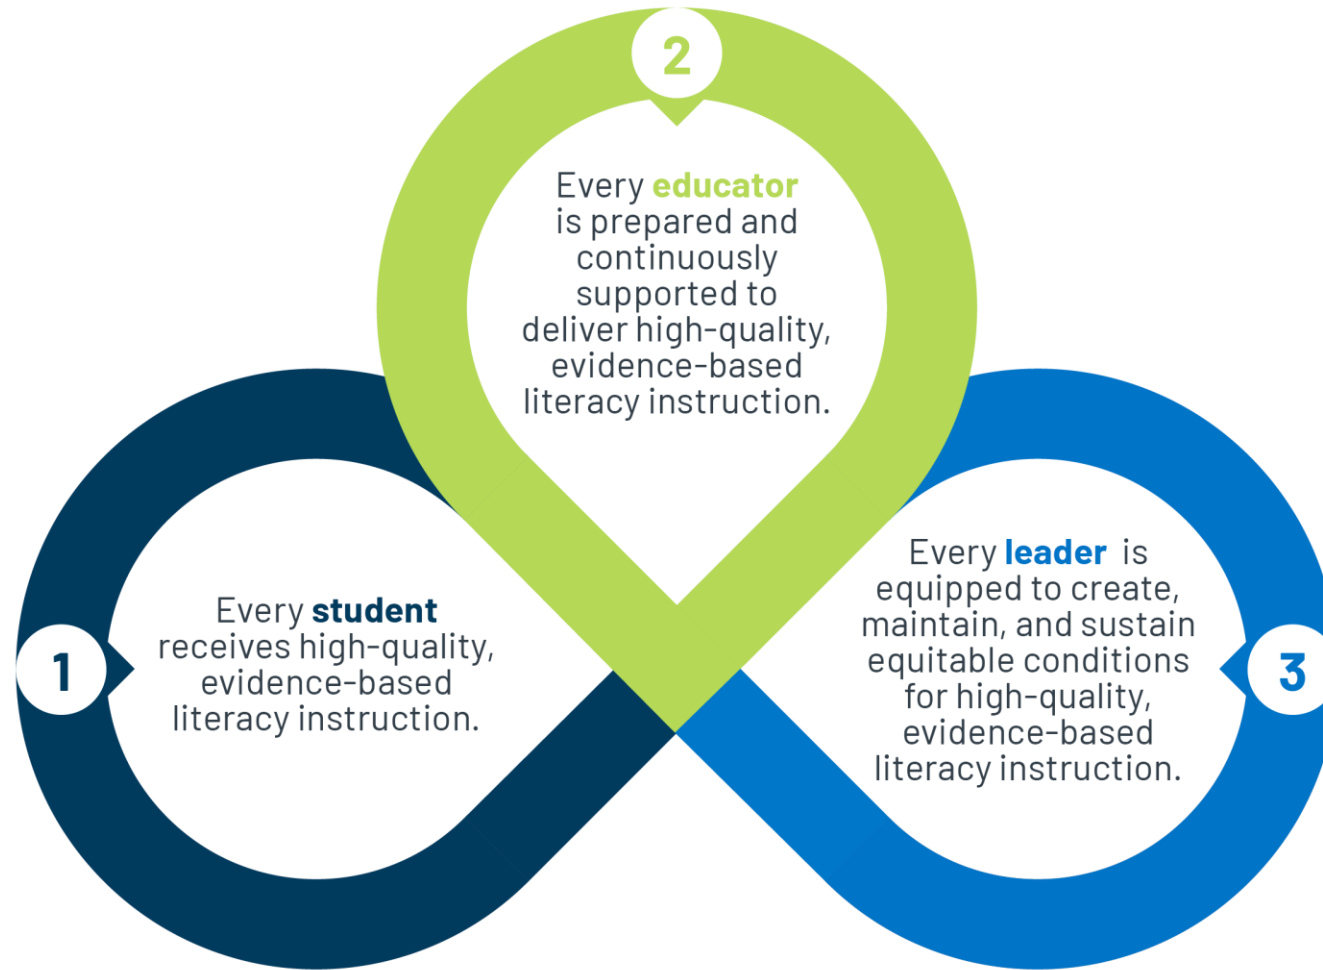 1
Every student
receives high-quality,
evidence-based
literacy instruction.
2
Every educator
is prepared and
continuously
supported to
deliver high-quality,
evidence-based
literacy instruction.
3
Every leader is
equipped to create,
maintain, and sustain
equitable conditions
for high-quality,
evidence-based
literacy instruction.